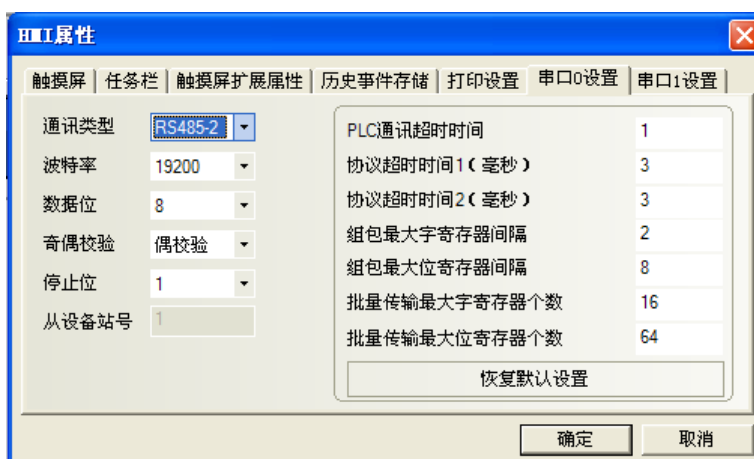 HMI属性
触摸屏 任务栏 触摸屏扩展属性 历史事件存储 打印设置 串口0设置 串口1设置
通讯类型 RS485-2
波特率 19200
数据位 8
奇偶校验 偶校验
停止位 1
从设备站号 1
PLC通讯超时时间 1
协议超时时间1(毫秒) 3
协议超时时间2(毫秒) 3
组包最大字寄存器间隔 2
组包最大位寄存器间隔 8
批量传输最大字寄存器个数 16
批量传输最大位寄存器个数 64
恢复默认设置
确定 取消